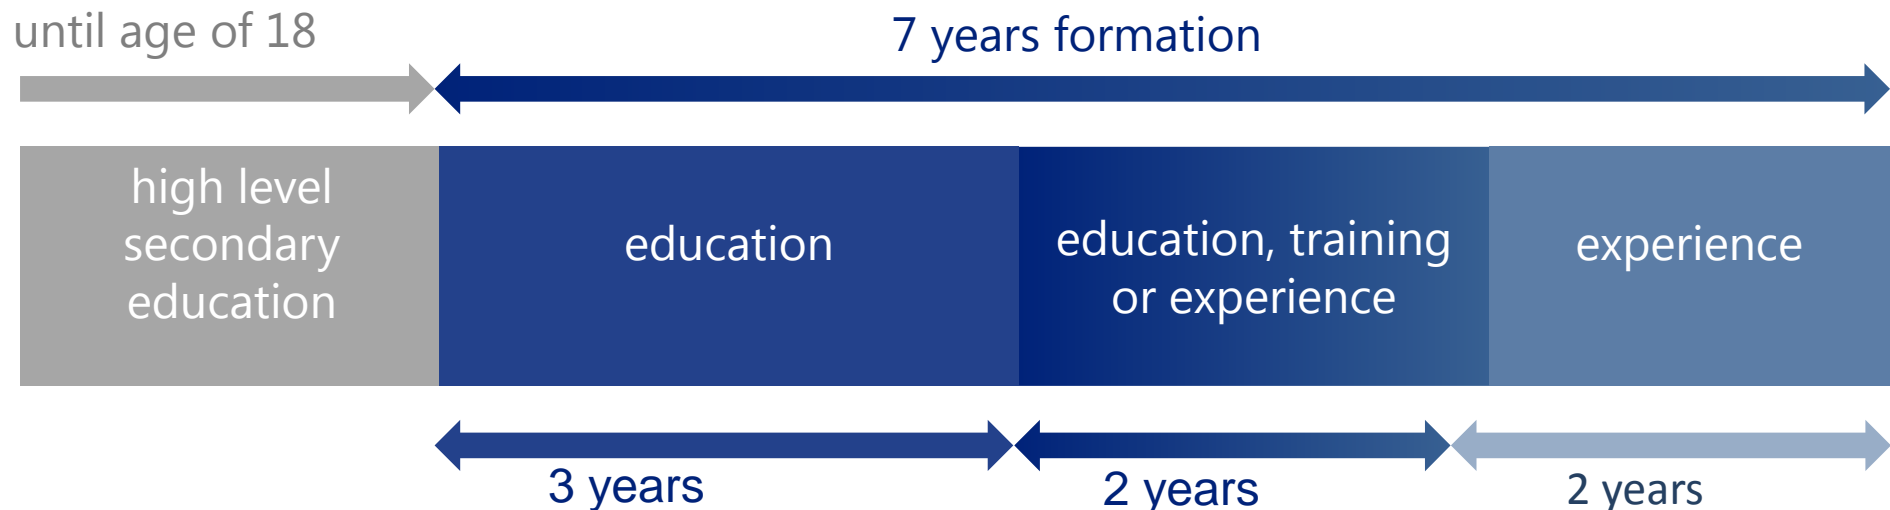 until age of 18
7 years formation
high level
secondary
education
education
education, training
or experience
experience
3 years
2 years
2 years